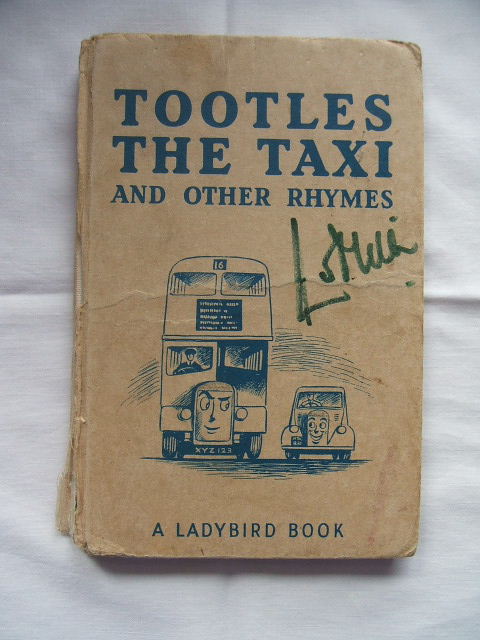 TOOTLES
THE TAXI
AND OTHER RHYMES
16
XYZ 123
A LADYBIRD BOOK